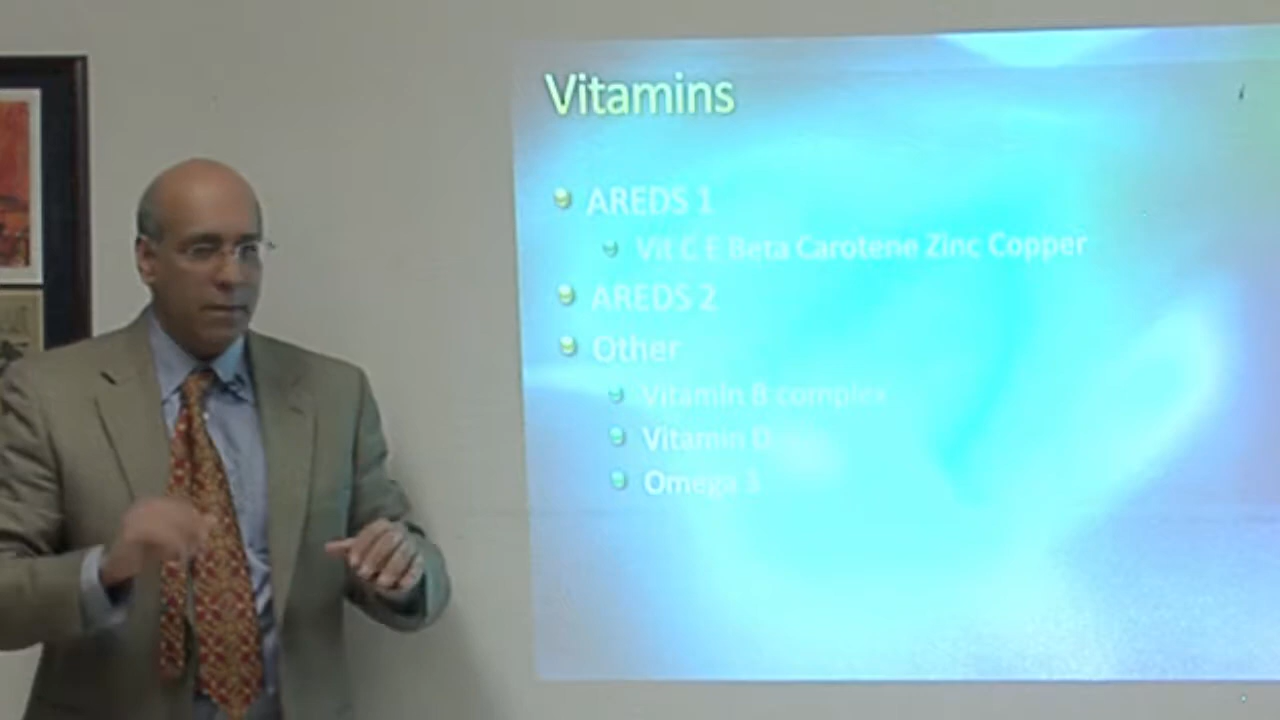 Vitamins
AREDS 1
Vit C E Beta Carotene Zinc Copper
AREDS 2
Other
Vitamin B complex
Vitamin D
Omega 3